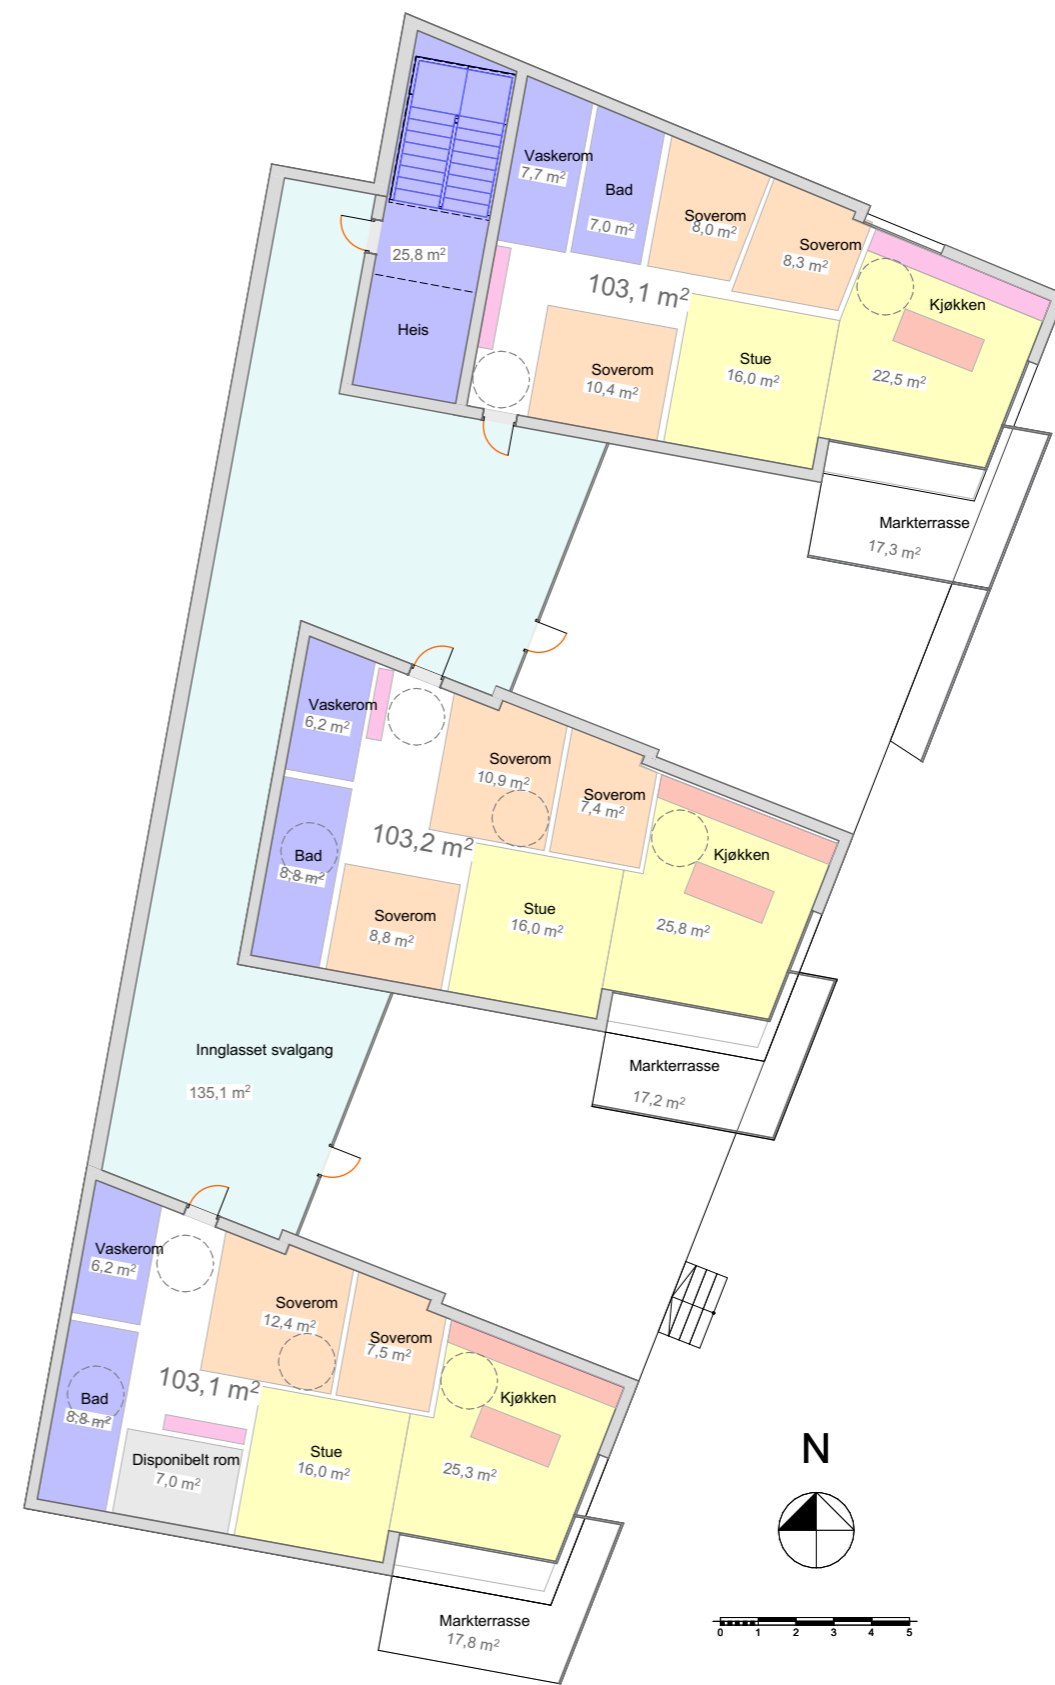 Vaskerom
7,7 m²
Bad
7,0 m²
Soverom
8,0 m²
Soverom
8,3 m²
25,8 m²
Heis
103,1 m²
Kjøkken
22,5 m²
Stue
16,0 m²
Soverom
10,4 m²
Markterrasse
17,3 m²
Vaskerom
6,2 m²
Soverom
10,9 m²
Soverom
7,4 m²
103,2 m²
Bad
8,8 m²
Kjøkken
25,8 m²
Soverom
8,8 m²
Stue
16,0 m²
Innglasset svalgang
135,1 m²
Markterrasse
17,2 m²
Vaskerom
6,2 m²
Soverom
12,4 m²
Soverom
7,5 m²
103,1 m²
Bad
8,8 m²
Kjøkken
25,3 m²
Disponibelt rom
7,0 m²
Stue
16,0 m²
Markterrasse
17,8 m²
N
0 1 2 3 4 5